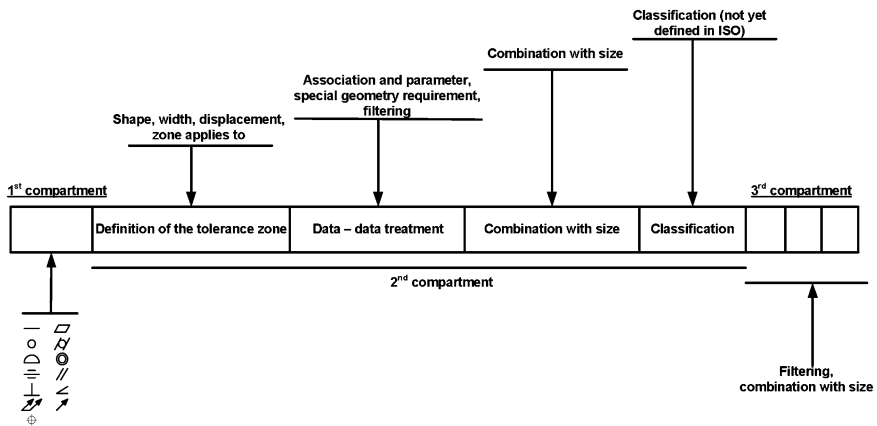 Classification (not yet
defined in ISO)
Combination with size
Association and parameter,
special geometry requirement,
filtering
Shape, width, displacement,
zone applies to
1st compartment
3rd compartment
Definition of the tolerance zone
Data – data treatment
Combination with size
Classification
2nd compartment
Filtering,
combination with size